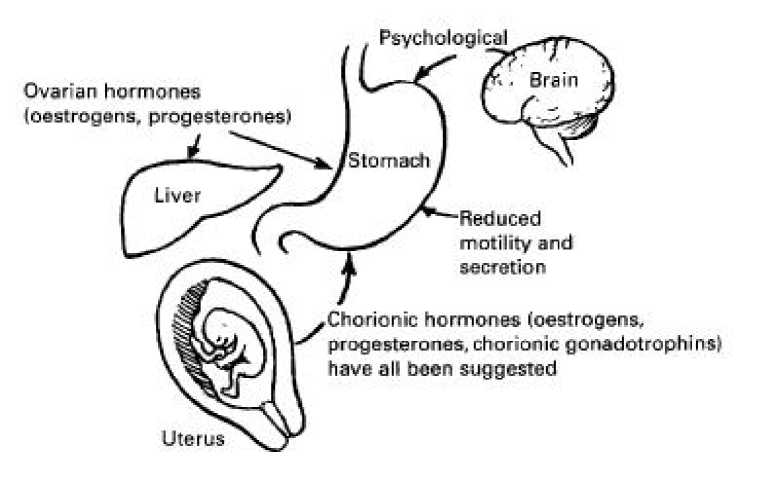 Psychological
Brain
Ovarian hormones
(oestrogens, progesterones)
Stomach
Liver
Reduced
motility and
secretion
Chorionic hormones (oestrogens,
progesterones, chorionic gonadotrophins)
have all been suggested
Uterus